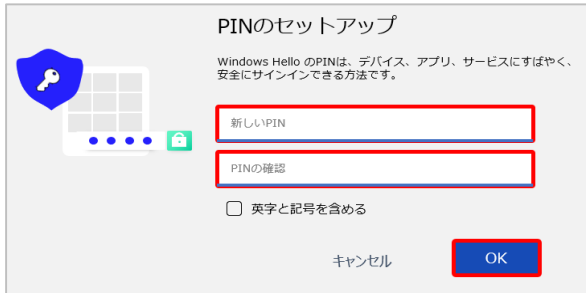 PINのセットアップ
Windows Hello のPINは、デバイス、アプリ、サービスにすばやく、
安全にサインインできる方法です。
新しいPIN
PINの確認
英字と記号を含める
キャンセル
OK